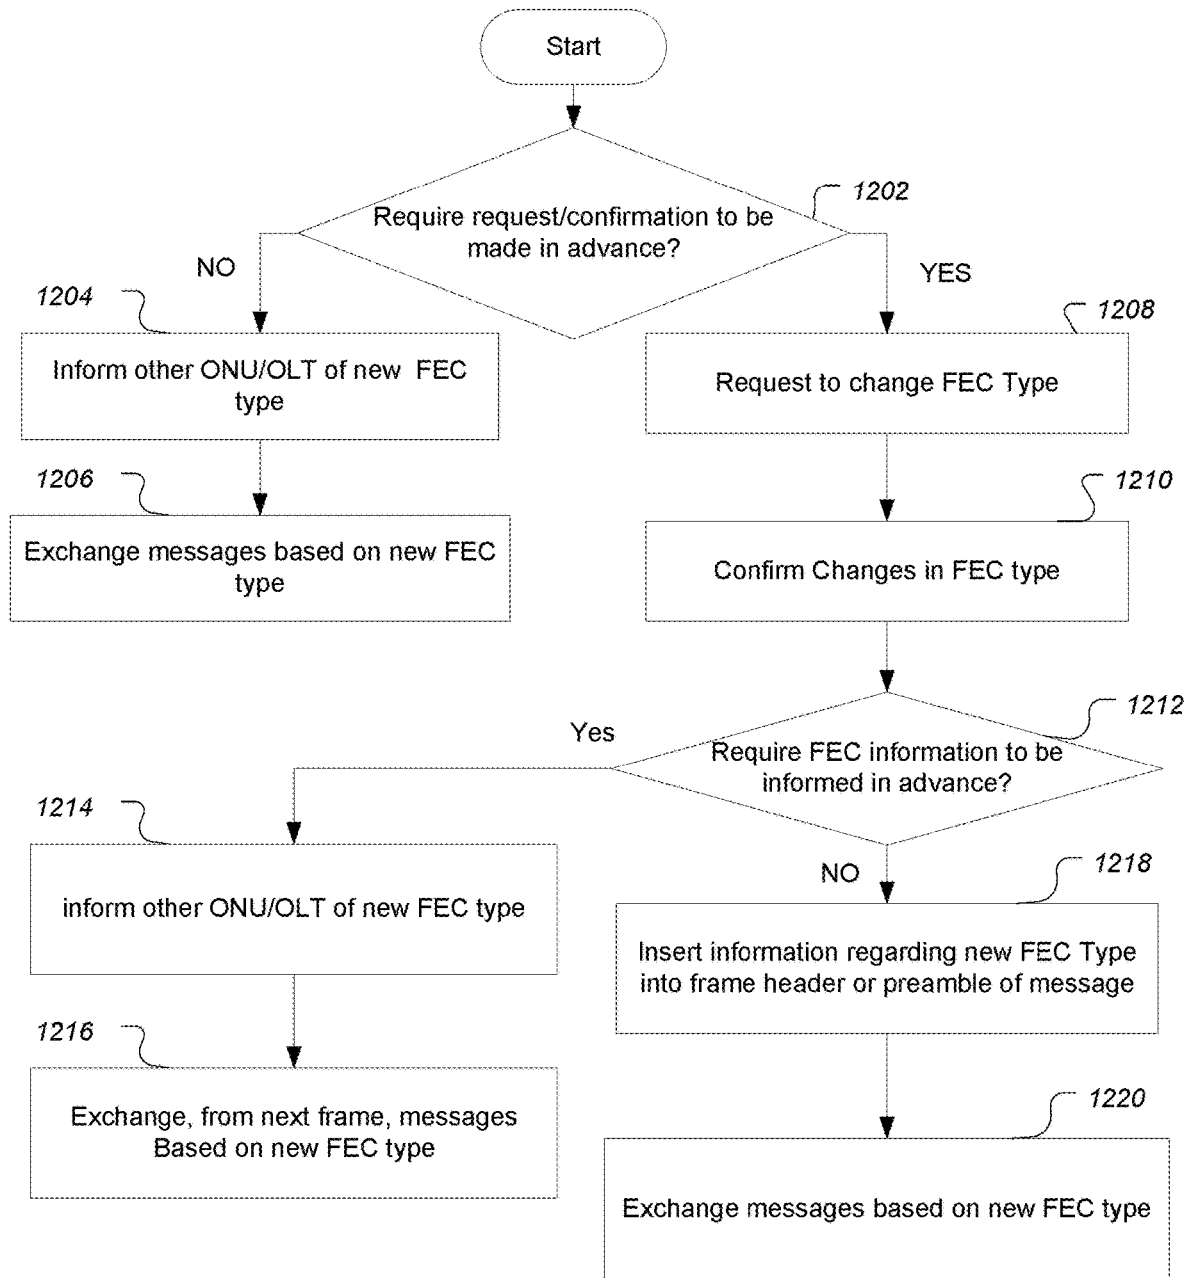 Start
1202
Require request/confirmation to be
made in advance?
NO
YES
1204
Inform other ONU/OLT of new FEC
type
1208
Request to change FEC Type
1206
Exchange messages based on new FEC
type
1210
Confirm Changes in FEC type
1212
Require FEC information to be
informed in advance?
Yes
NO
1214
inform other ONU/OLT of new FEC type
1218
Insert information regarding new FEC Type
into frame header or preamble of message
1216
Exchange, from next frame, messages
Based on new FEC type
1220
Exchange messages based on new FEC type